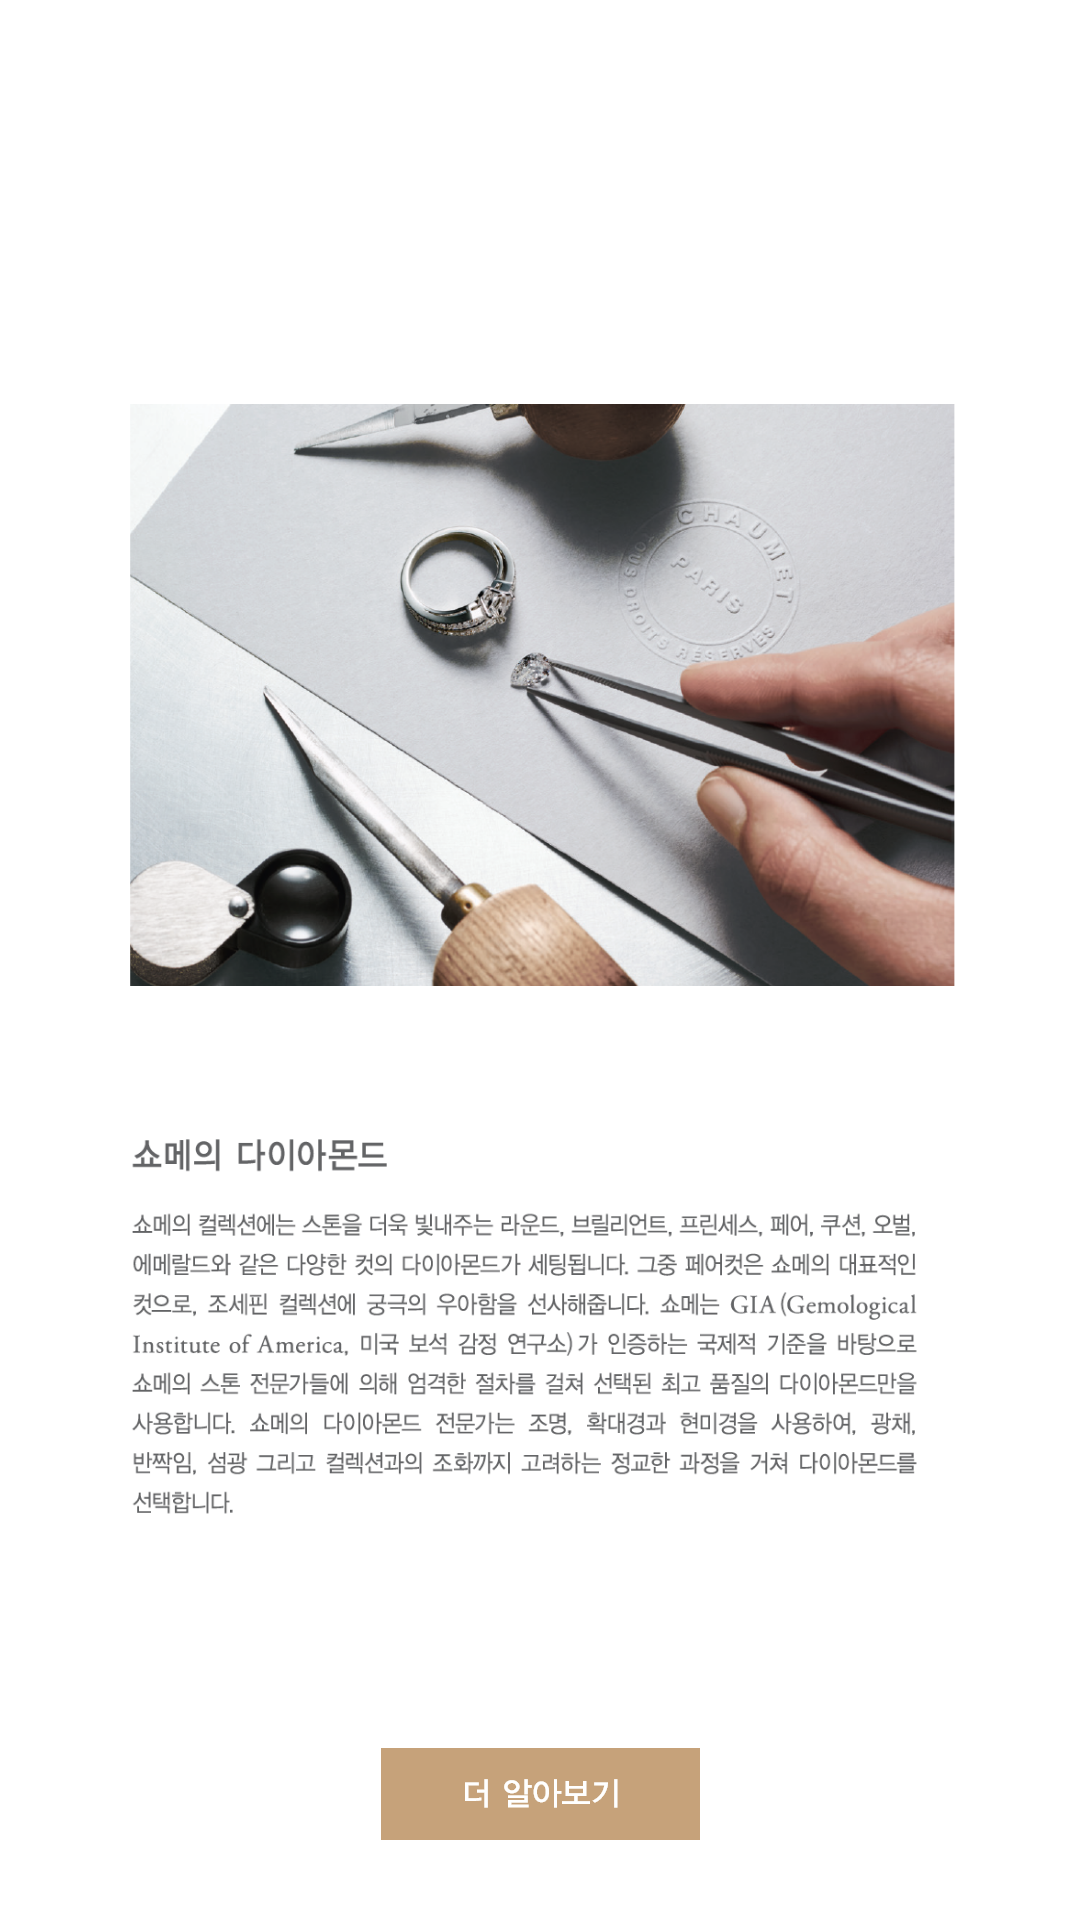 CHAUMET
PARIS
TOUS DROITS RÉSERVÉS
쇼메의 다이아몬드
쇼메의 컬렉션에는 스톤을 더욱 빛내주는 라운드, 브릴리언트, 프린세스, 페어, 쿠션, 오벌,
에메랄드와 같은 다양한 컷의 다이아몬드가 세팅됩니다. 그중 페어컷은 쇼메의 대표적인
컷으로, 조세핀 컬렉션에 궁극의 우아함을 선사해줍니다. 쇼메는 GIA (Gemological
Institute of America, 미국 보석 감정 연구소) 가 인증하는 국제적 기준을 바탕으로
쇼메의 스톤 전문가들에 의해 엄격한 절차를 걸쳐 선택된 최고 품질의 다이아몬드만을
사용합니다. 쇼메의 다이아몬드 전문가는 조명, 확대경과 현미경을 사용하여, 광채,
반짝임, 섬광 그리고 컬렉션과의 조화까지 고려하는 정교한 과정을 거쳐 다이아몬드를
선택합니다.
더 알아보기